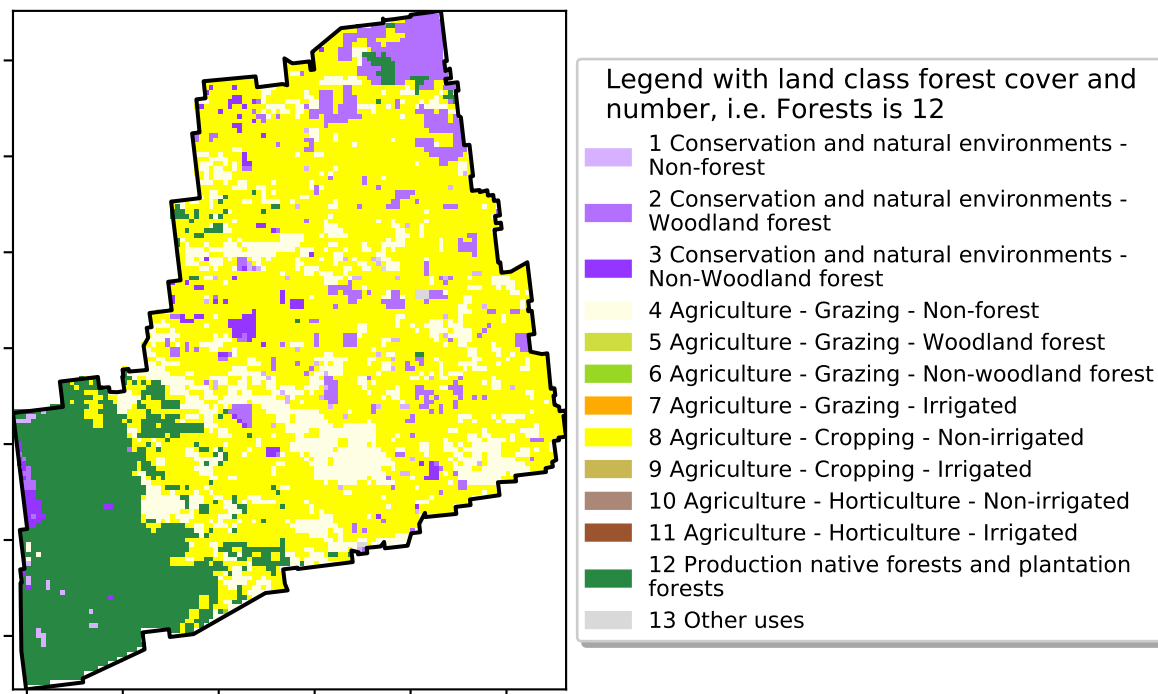 Legend with land class forest cover and
number, i.e. Forests is 12
1 Conservation and natural environments -
Non-forest
2 Conservation and natural environments -
Woodland forest
3 Conservation and natural environments -
Non-Woodland forest
4 Agriculture - Grazing - Non-forest
5 Agriculture - Grazing - Woodland forest
6 Agriculture - Grazing - Non-woodland forest
7 Agriculture - Grazing - Irrigated
8 Agriculture - Cropping - Non-irrigated
9 Agriculture - Cropping - Irrigated
10 Agriculture - Horticulture - Non-irrigated
11 Agriculture - Horticulture - Irrigated
12 Production native forests and plantation
forests
13 Other uses